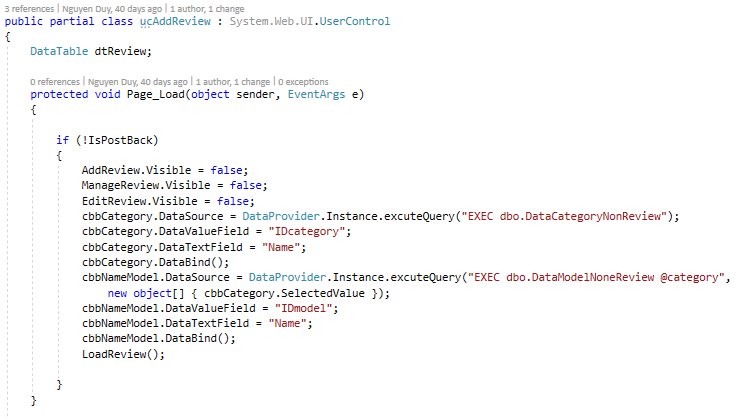 3 references | Nguyen Duy, 40 days ago | 1 author, 1 change
public partial class ucAddReview : System.Web.UI.UserControl
{
DataTable dtReview;
0 references | Nguyen Duy, 40 days ago | 1 author, 1 change | 0 exceptions
protected void Page_Load(object sender, EventArgs e)
{
if (!IsPostBack)
{
AddReview.Visible = false;
ManageReview.Visible = false;
EditReview.Visible = false;
cbbCategory.DataSource = DataProvider.Instance.excuteQuery("EXEC dbo.DataCategoryNonReview");
cbbCategory.DataValueField = "IDcategory";
cbbCategory.DataTextField = "Name";
cbbCategory.DataBind();
cbbNameModel.DataSource = DataProvider.Instance.excuteQuery("EXEC dbo.DataModelNoneReview @category",
new object[] { cbbCategory.SelectedValue });
cbbNameModel.DataValueField = "IDmodel";
cbbNameModel.DataTextField = "Name";
cbbNameModel.DataBind();
LoadReview();
}
}